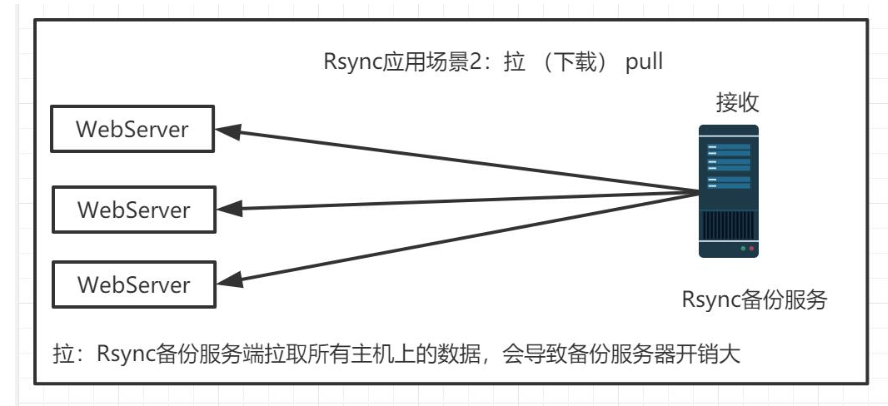 Rsync应用场景2：拉 （下载） pull
接收
WebServer
WebServer
WebServer
Rsync备份服务
拉：Rsync备份服务端拉取所有主机上的数据，会导致备份服务器开销大